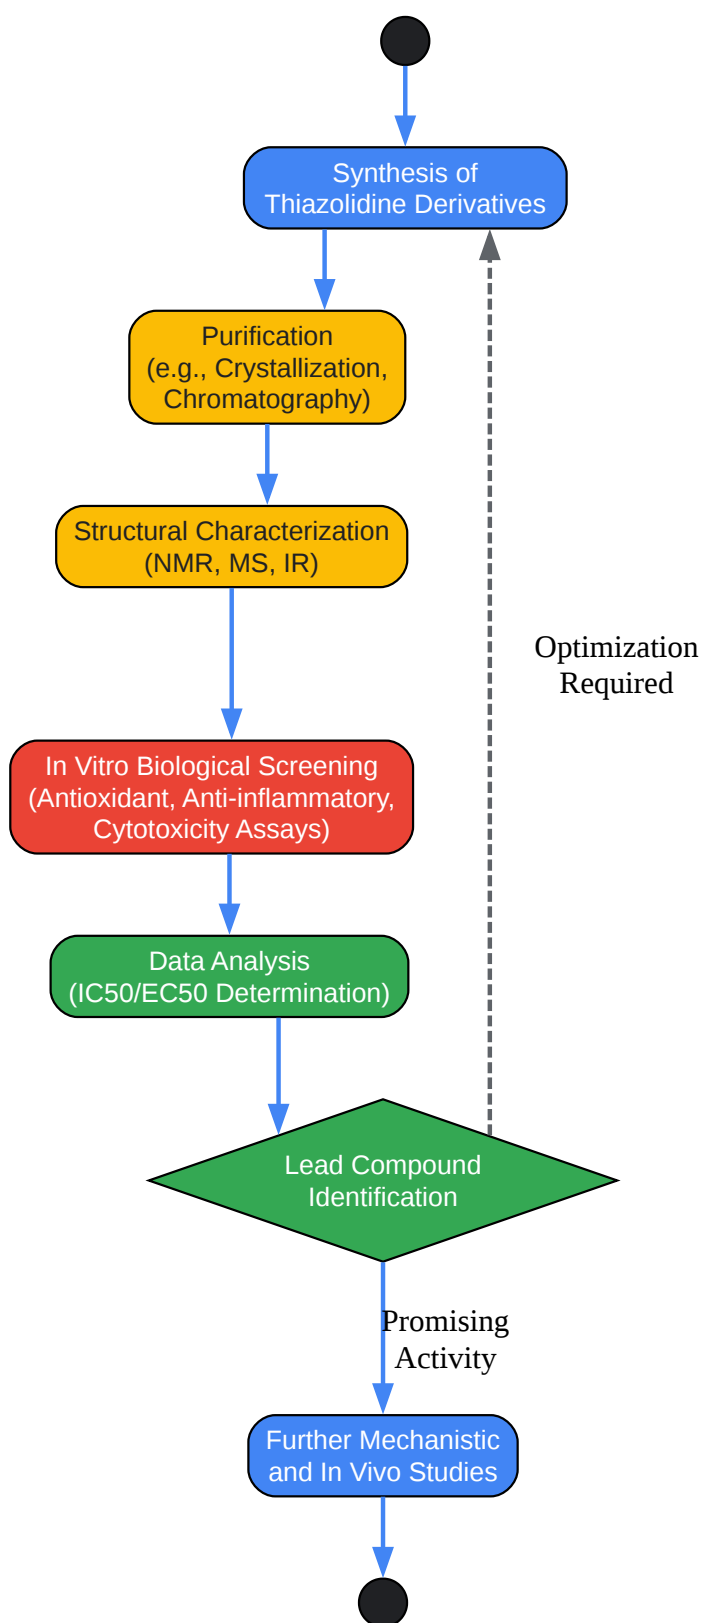 Synthesis of
Thiazolidine Derivatives
Purification
(e.g., Crystallization,
Chromatography)
Structural Characterization
(NMR, MS, IR)
Optimization
Required
In Vitro Biological Screening
(Antioxidant, Anti-inflammatory,
Cytotoxicity Assays)
Data Analysis
(IC50/EC50 Determination)
Lead Compound
Identification
Promising
Activity
Further Mechanistic
and In Vivo Studies